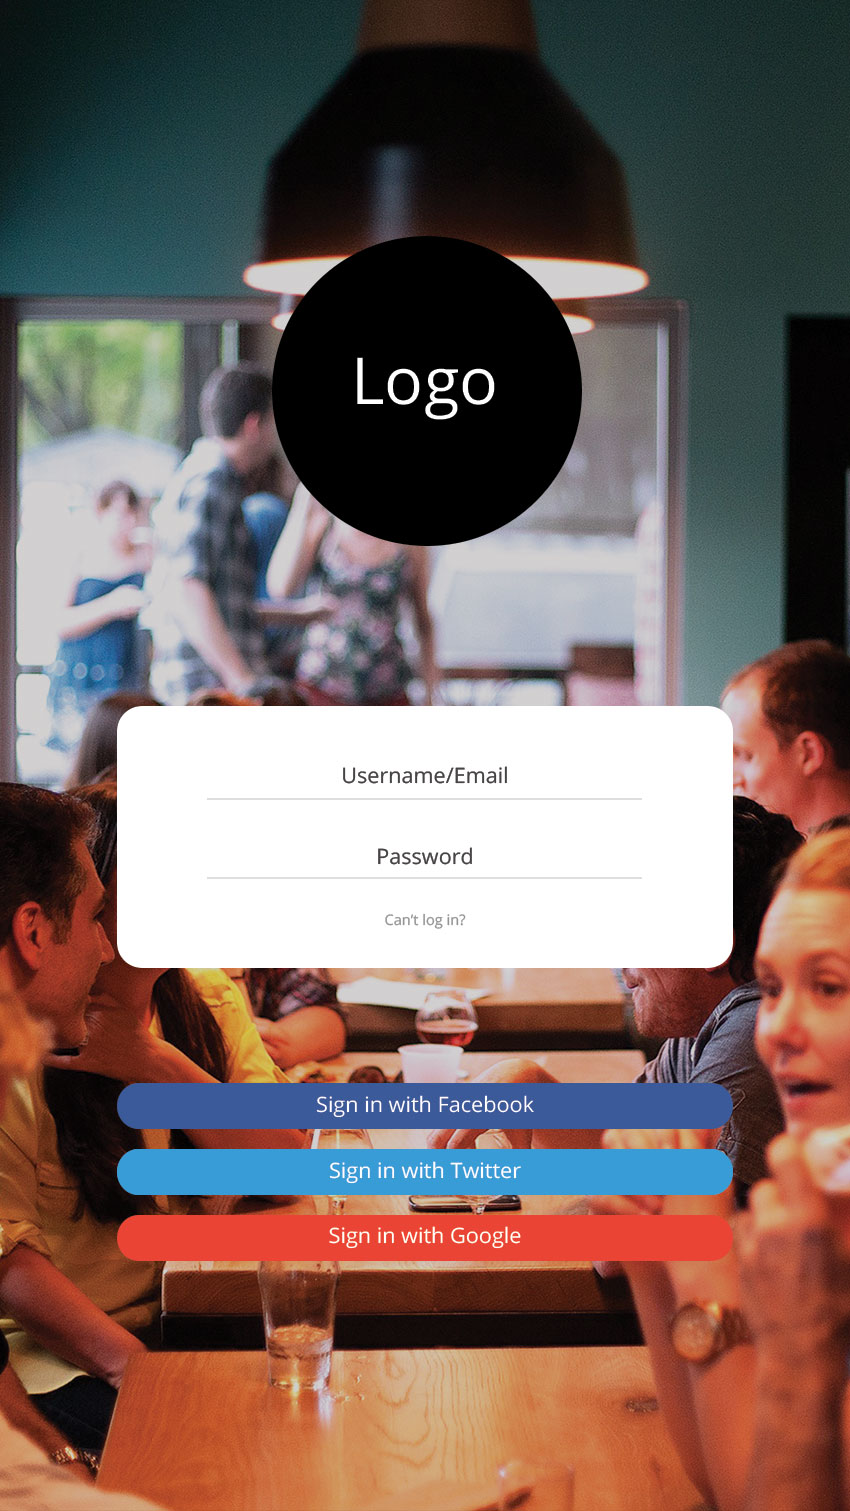 Logo
Username/Email
Password
Can't log in?
Sign in with Facebook
Sign in with Twitter
Sign in with Google